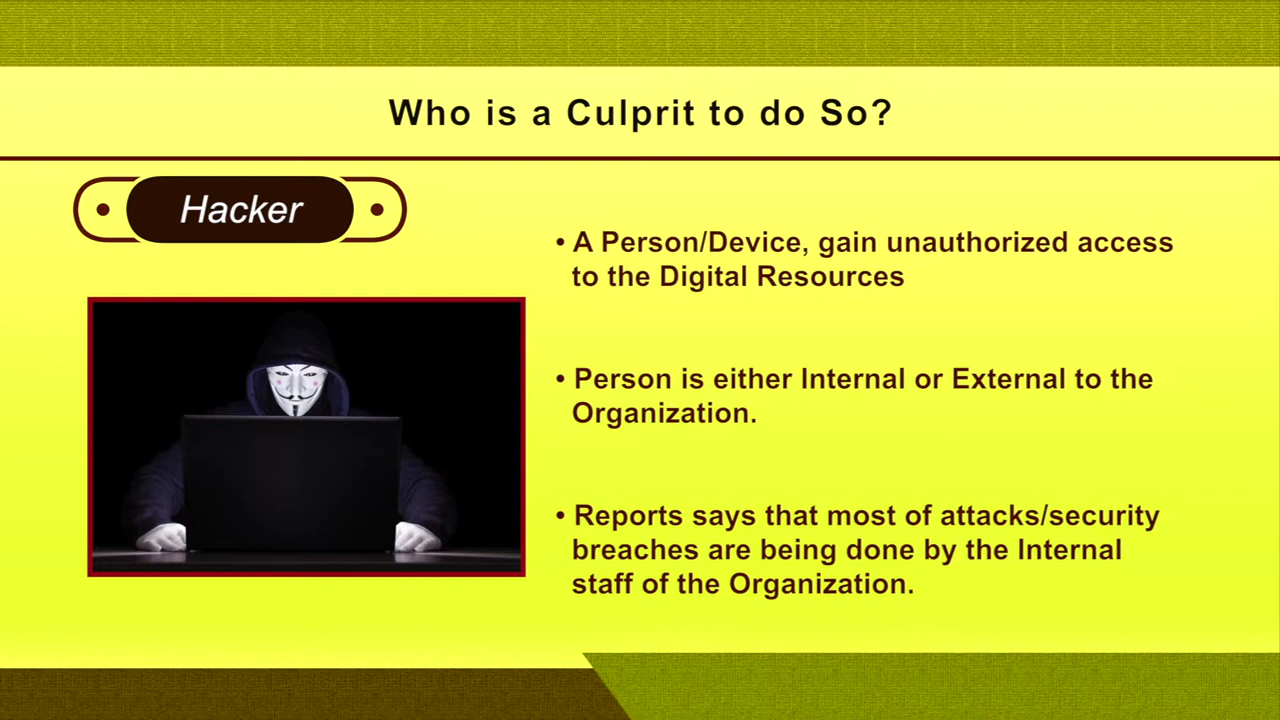 Who is a Culprit to do So?
Hacker
• A Person/Device, gain unauthorized access
to the Digital Resources
• Person is either Internal or External to the
Organization.
• Reports says that most of attacks/security
breaches are being done by the Internal
staff of the Organization.